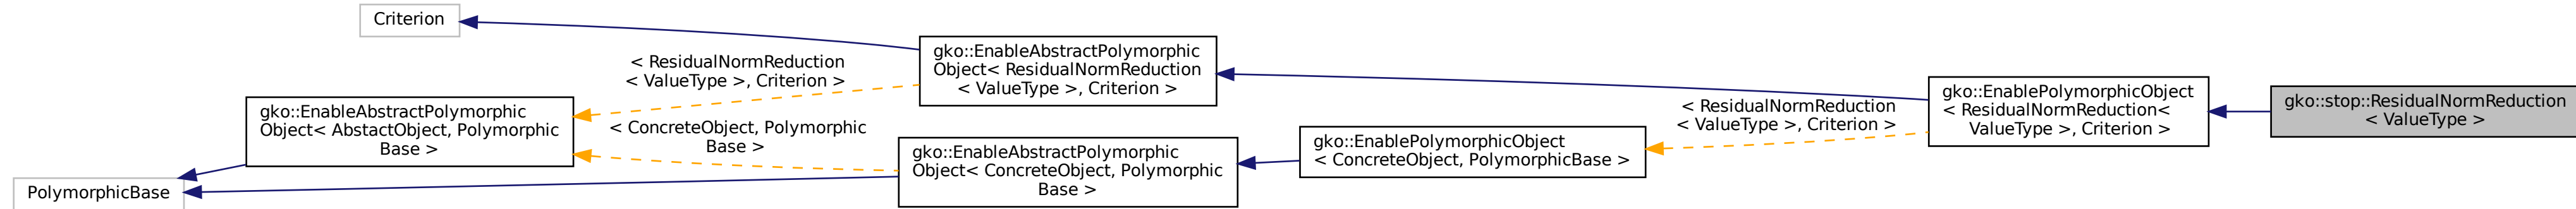 Criterion
gko::EnableAbstractPolymorphic
Object< ResidualNormReduction
< ValueType >, Criterion >
< ResidualNormReduction
< ValueType >, Criterion >
gko::EnableAbstractPolymorphic
Object< AbstactObject, Polymorphic
Base >
< ConcreteObject, Polymorphic
Base >
PolymorphicBase
gko::EnableAbstractPolymorphic
Object< ConcreteObject, Polymorphic
Base >
gko::EnablePolymorphicObject
< ConcreteObject, PolymorphicBase >
< ResidualNormReduction
< ValueType >, Criterion >
gko::EnablePolymorphicObject
< ResidualNormReduction<
ValueType >, Criterion >
gko::stop::ResidualNormReduction
< ValueType >